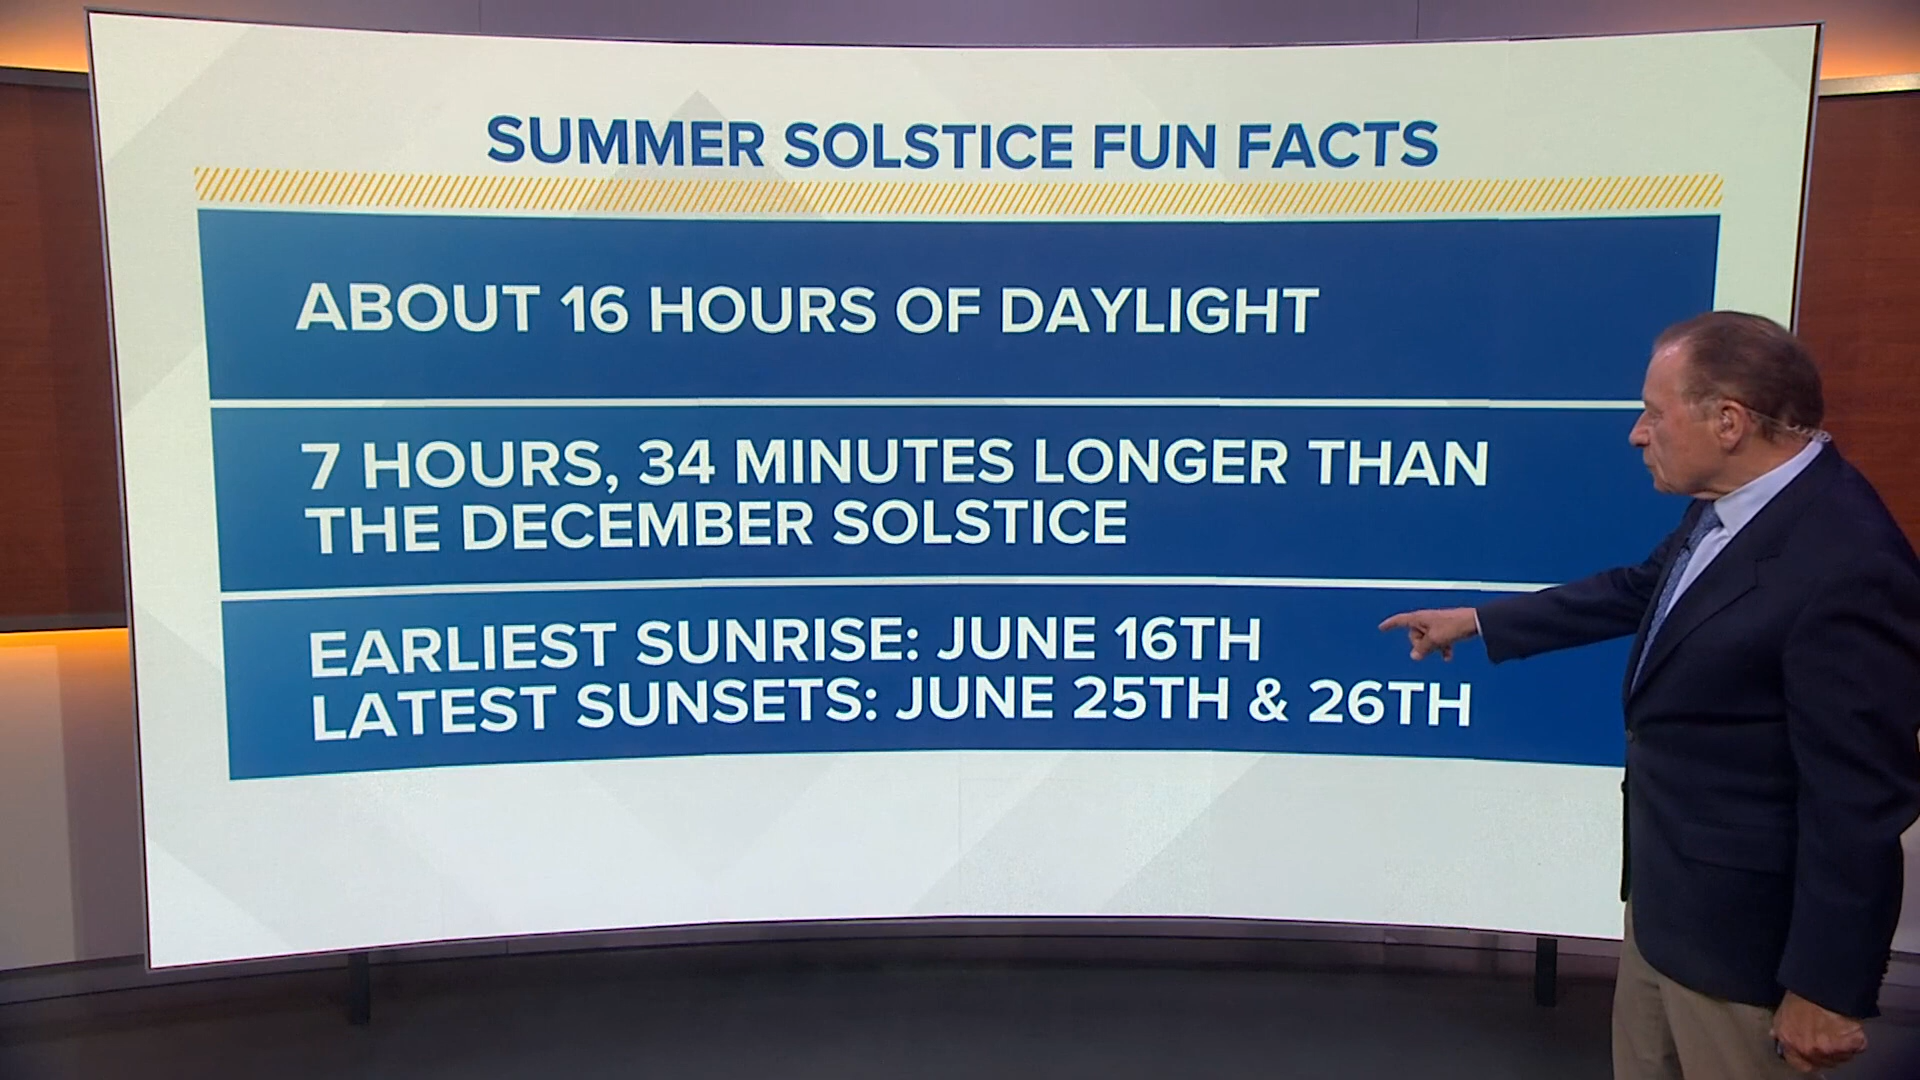 SUMMER SOLSTICE FUN FACTS
ABOUT 16 HOURS OF DAYLIGHT
7 HOURS, 34 MINUTES LONGER THAN
THE DECEMBER SOLSTICE
EARLIEST SUNRISE: JUNE 16TH
LATEST SUNSETS: JUNE 25TH & 26TH